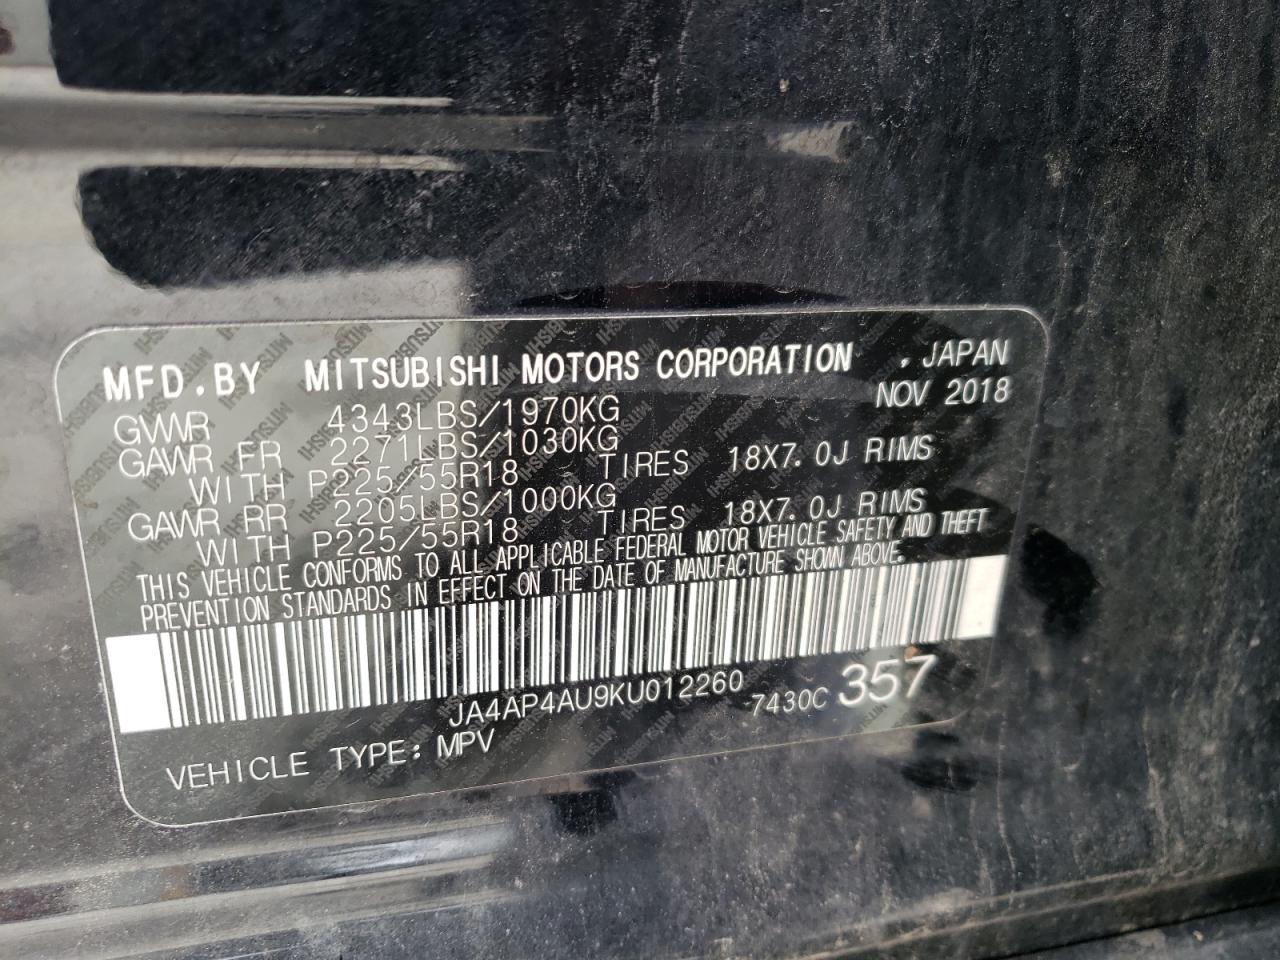 MFD.BY MITSUBISHI MOTORS CORPORATION , JAPAN
NOV 2018
GVWR 4343LBS/1970KG
GAWR FR 2271LBS/1030KG
WITH P225/55R18 TIRES 18X7.0J RIMS
GAWR RR 2205LBS/1000KG
WITH P225/55R18 TIRES 18X7.0J RIMS
THIS VEHICLE CONFORMS TO ALL APPLICABLE FEDERAL MOTOR VEHICLE SAFETY AND THEFT
PREVENTION STANDARDS IN EFFECT ON THE DATE OF MANUFACTURE SHOWN ABOVE.
JA4AP4AU9KU012260 7430C 357
VEHICLE TYPE: MPV